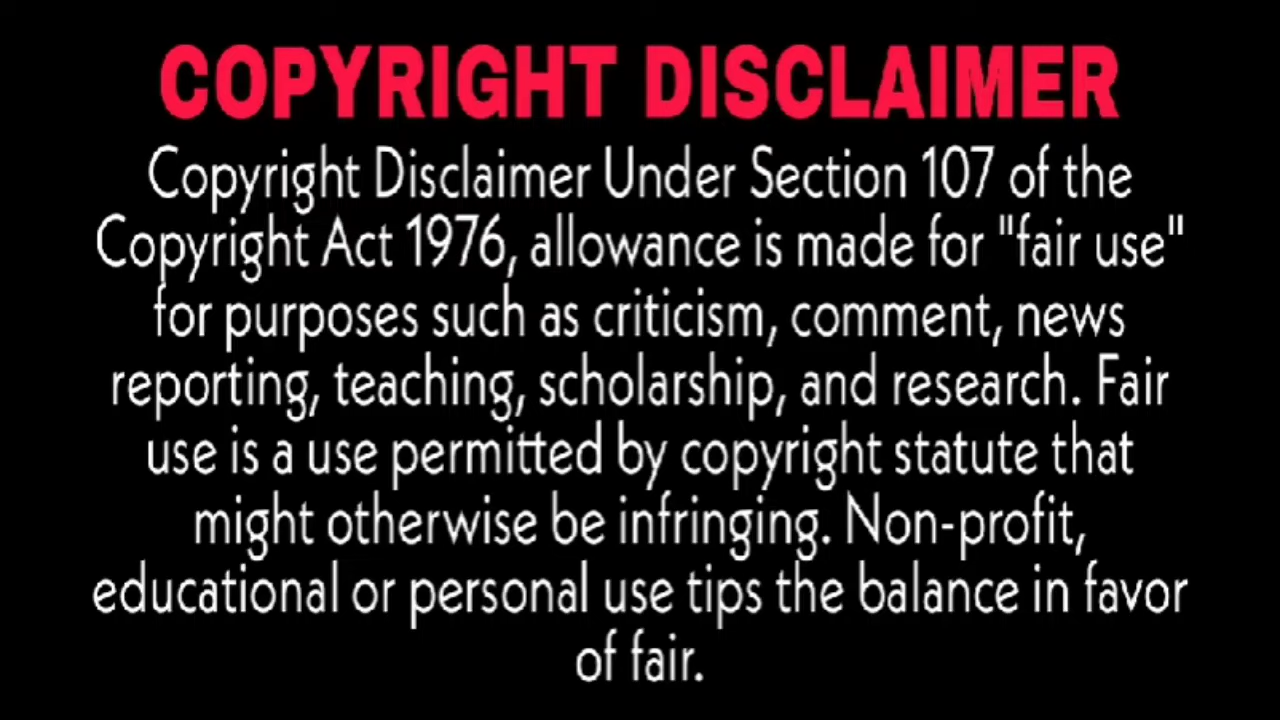 COPYRIGHT DISCLAIMER
Copyright Disclaimer Under Section 107 of the
Copyright Act 1976, allowance is made for "fair use"
for purposes such as criticism, comment, news
reporting, teaching, scholarship, and research. Fair
use is a use permitted by copyright statute that
might otherwise be infringing. Non-profit,
educational or personal use tips the balance in favor
of fair.